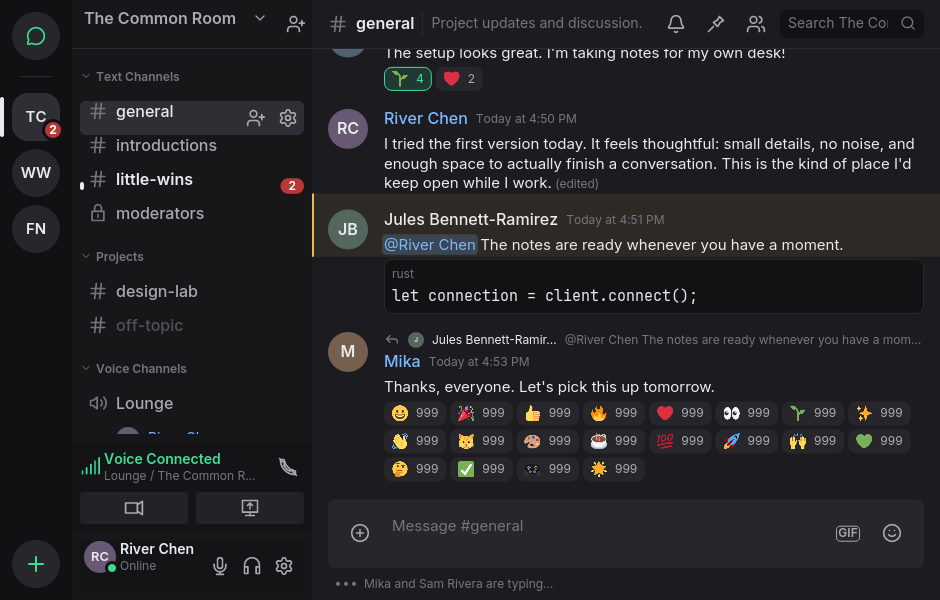 TC
2
WW
FN
The Common Room
Text Channels
general
introductions
little-wins
2
moderators
Projects
design-lab
off-topic
Voice Channels
Lounge
Voice Connected
Lounge / The Common R...
RC
River Chen
Online
# general
Project updates and discussion.
Search The Co
The setup looks great. I'm taking notes for my own desk!
4
2
RC
River Chen Today at 4:50 PM
I tried the first version today. It feels thoughtful: small details, no noise, and
enough space to actually finish a conversation. This is the kind of place I'd
keep open while I work. (edited)
JB
Jules Bennett-Ramirez Today at 4:51 PM
@River Chen The notes are ready whenever you have a moment.
rust
let connection = client.connect();
J Jules Bennett-Ramir... @River Chen The notes are ready whenever you have a mom...
M
Mika Today at 4:53 PM
Thanks, everyone. Let's pick this up tomorrow.
999 999 999 999 999 999 999 999
999 999 999 999 💯 999 999 999 999
999 999 999 999
Message #general
GIF
Mika and Sam Rivera are typing...